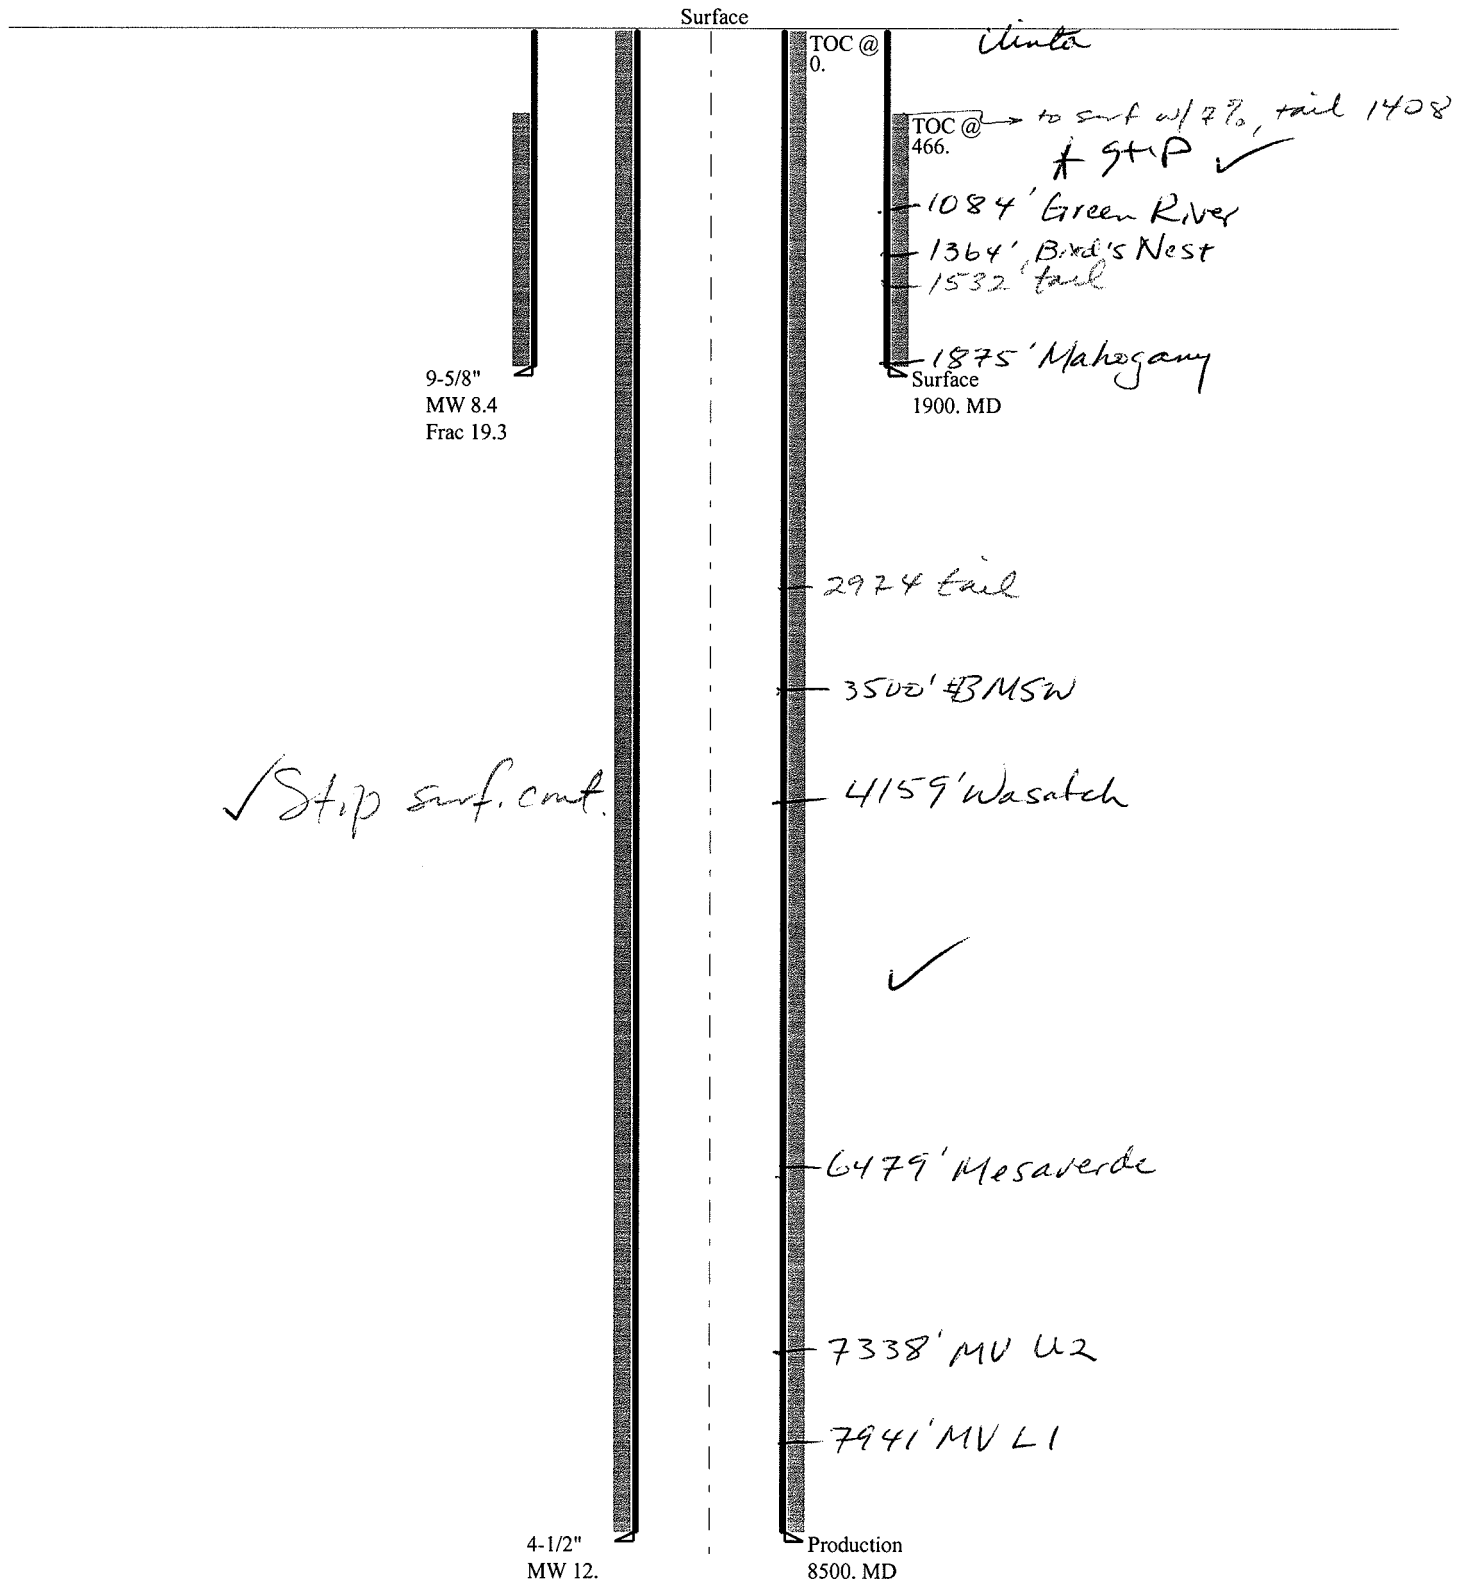 Surface
TOC @
0.
Uinta
TOC @
466.
→ to surf w/ 7%, tail 1408
* Stip ✓
1084' Green River
1364' Bird's Nest
1532' tail
1875' Mahogany
9-5/8"
MW 8.4
Frac 19.3
Surface
1900. MD
2974 tail
3500' BMSW
✓ Stip surf. cmt.
4159' Wasatch
✓
6479' Mesaverde
7338' MV U2
7941' MV L1
4-1/2"
MW 12.
Production
8500. MD